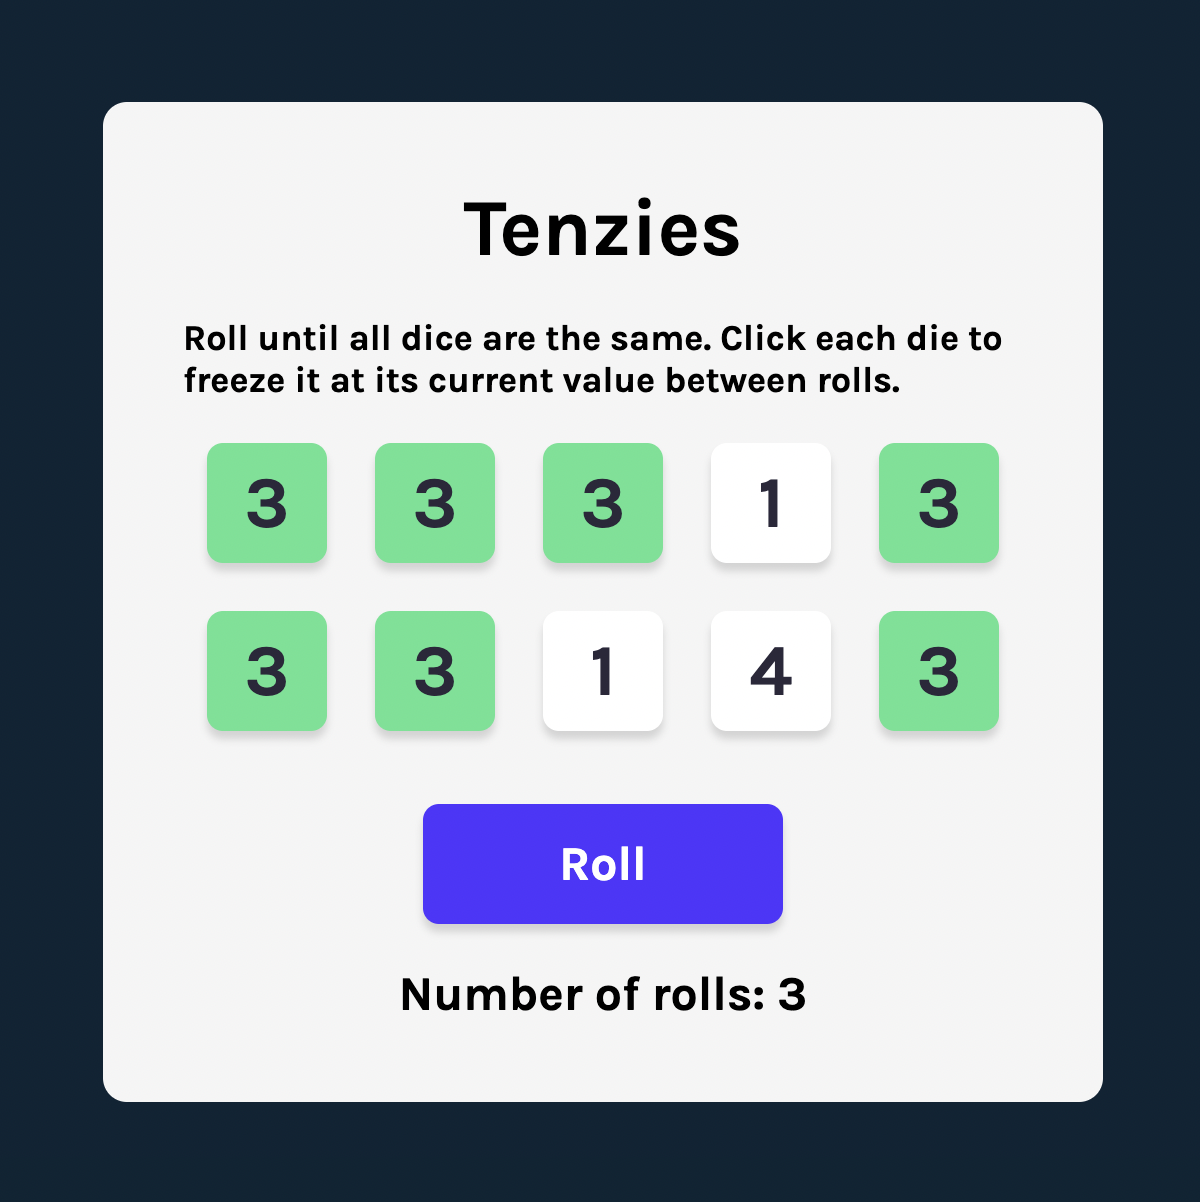 Tenzies
Roll until all dice are the same. Click each die to
freeze it at its current value between rolls.
3 3 3 1 3
3 3 1 4 3
Roll
Number of rolls: 3